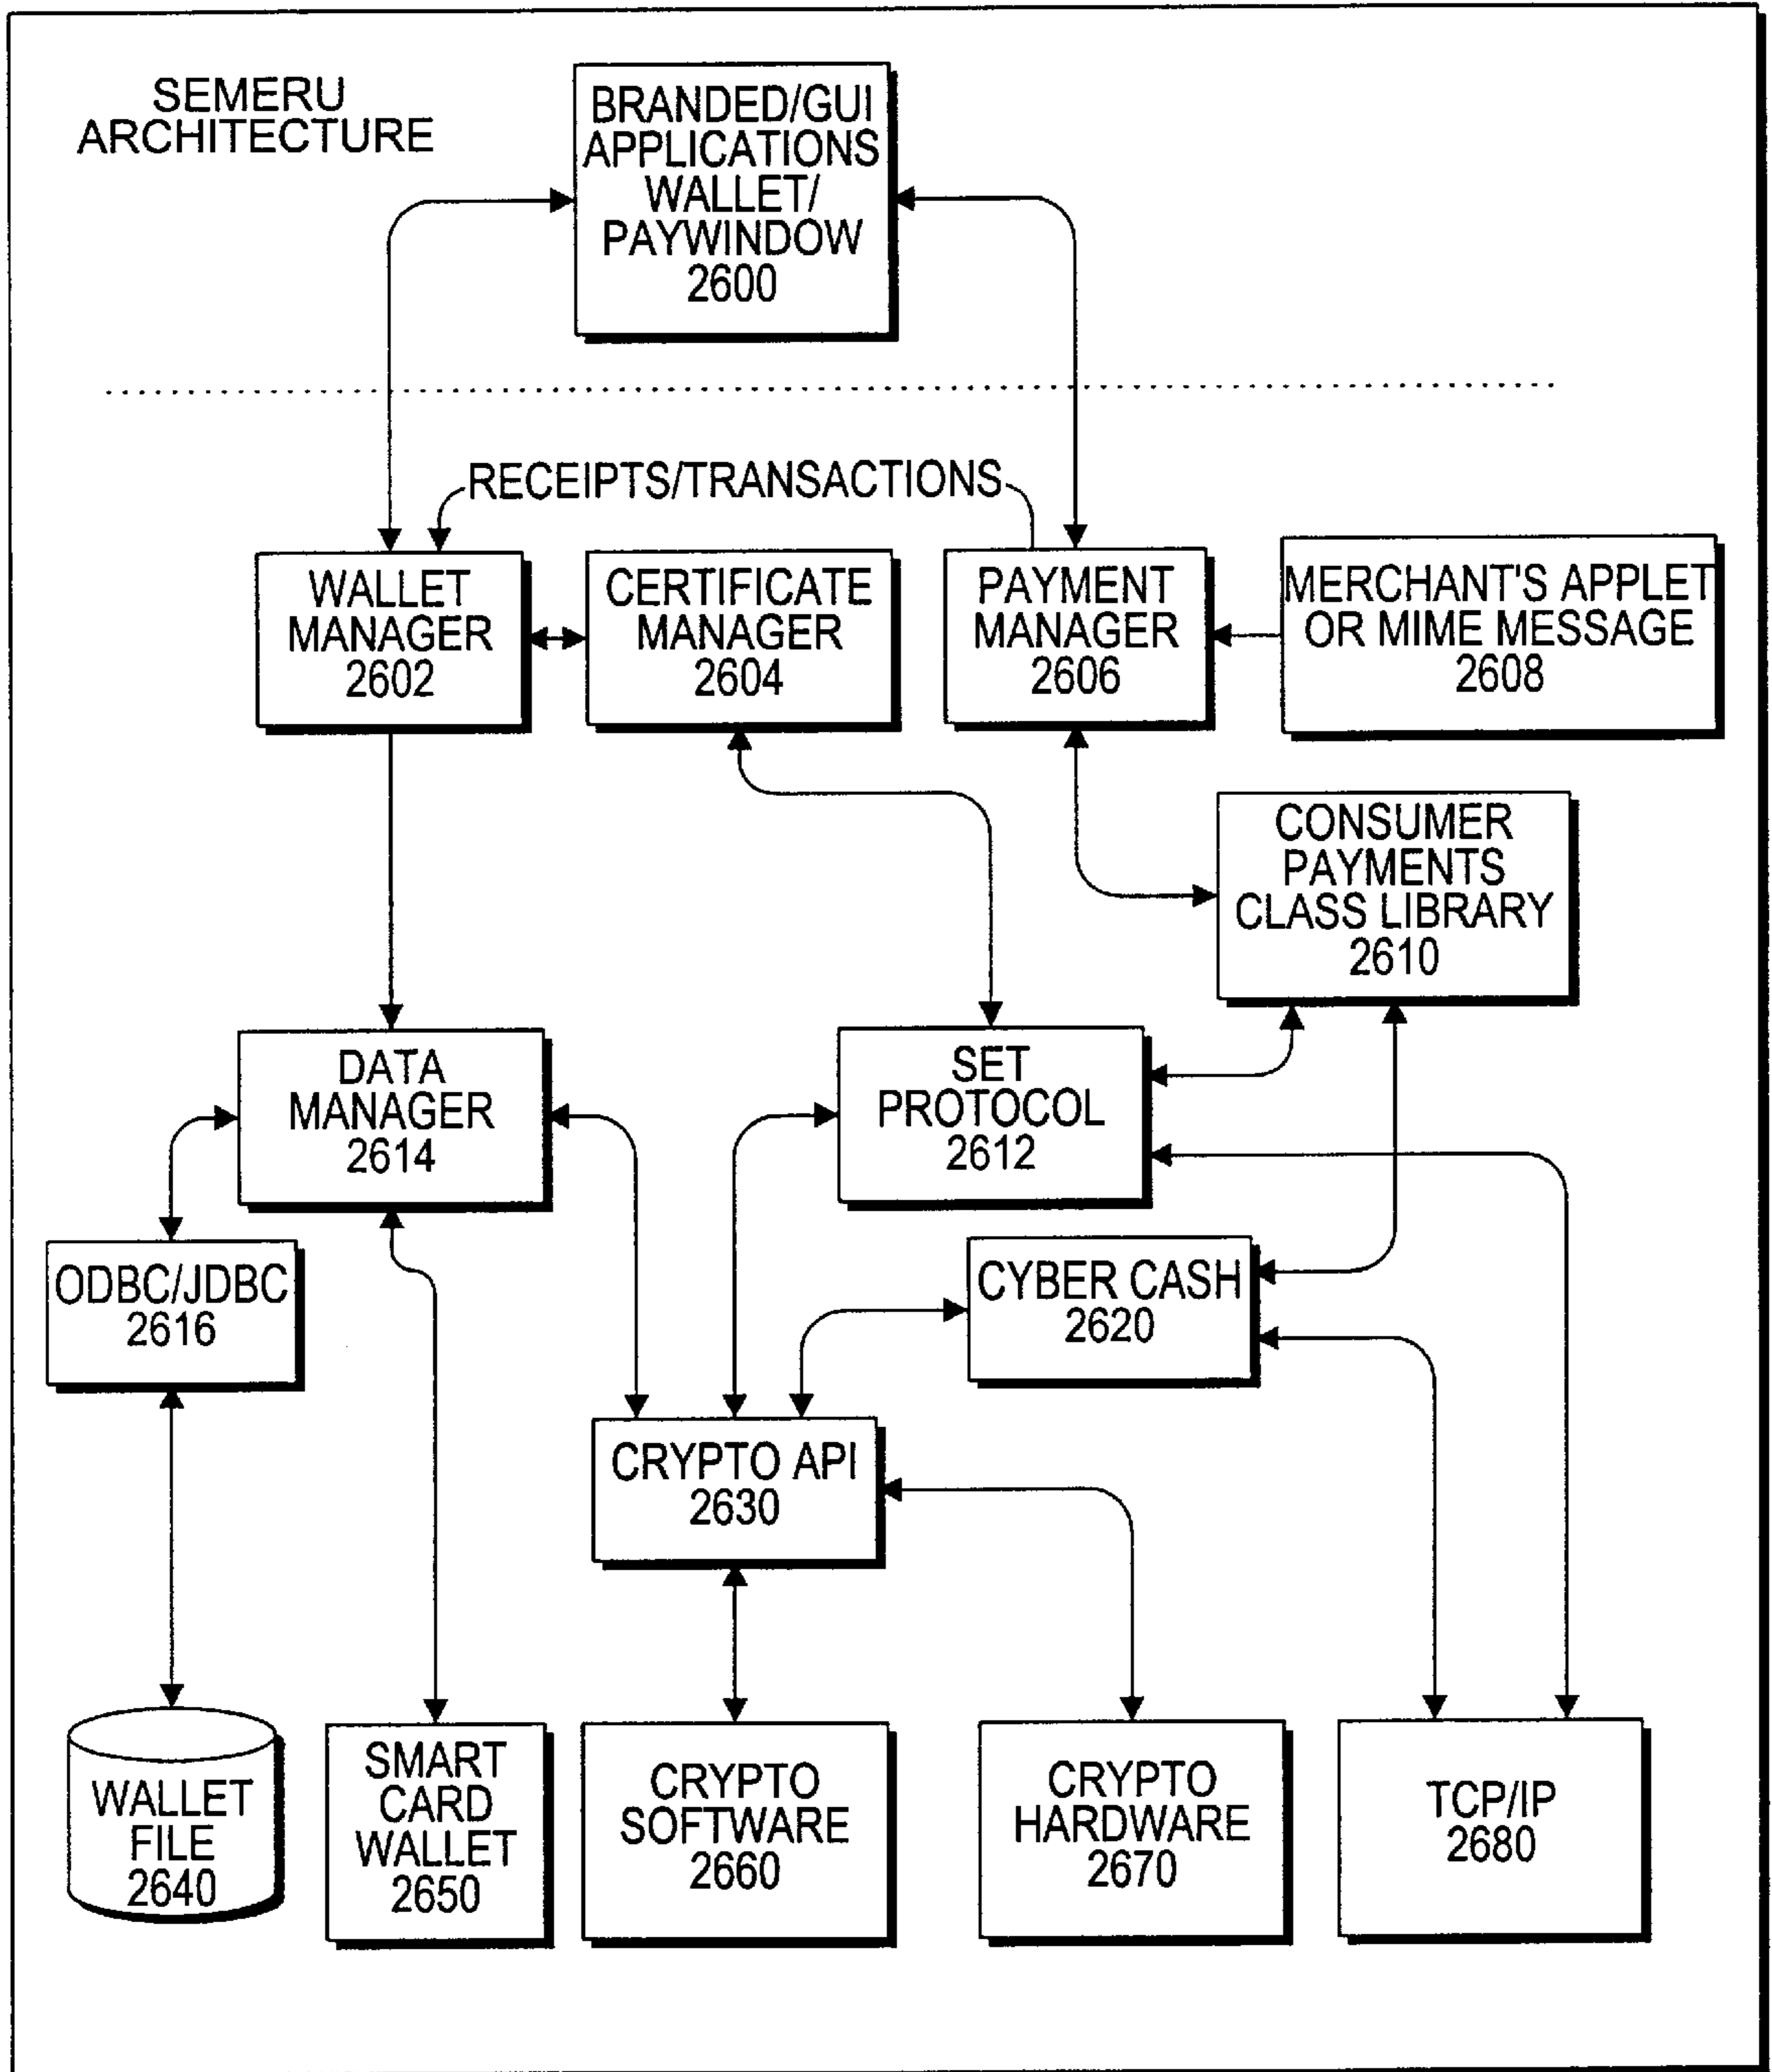 SEMERU
ARCHITECTURE
BRANDED/GUI
APPLICATIONS
WALLET/
PAYWINDOW
2600
RECEIPTS/TRANSACTIONS
WALLET
MANAGER
2602
CERTIFICATE
MANAGER
2604
PAYMENT
MANAGER
2606
MERCHANT'S APPLET
OR MIME MESSAGE
2608
CONSUMER
PAYMENTS
CLASS LIBRARY
2610
DATA
MANAGER
2614
SET
PROTOCOL
2612
ODBC/JDBC
2616
CYBER CASH
2620
CRYPTO API
2630
WALLET
FILE
2640
SMART
CARD
WALLET
2650
CRYPTO
SOFTWARE
2660
CRYPTO
HARDWARE
2670
TCP/IP
2680